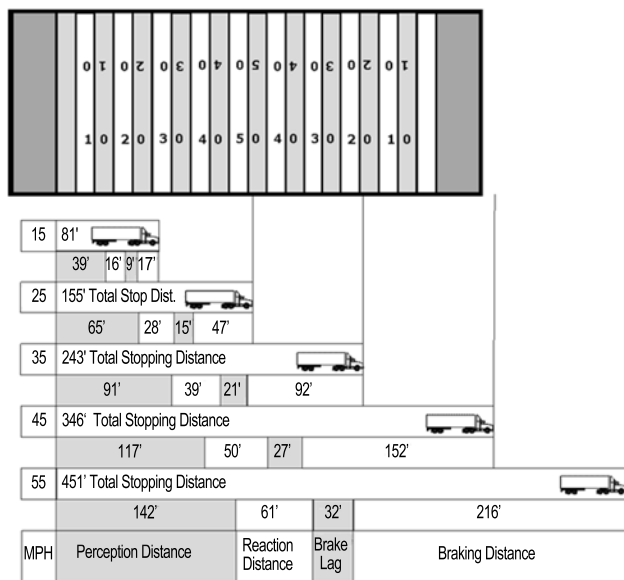 0 1 0 2 0 3 0 4 0 5 0 4 0 3 0 2 0 1
1 0 2 0 3 0 4 0 5 0 4 0 3 0 2 0 1 0
15 81'
39' 16' 9' 17'
25 155' Total Stop Dist.
65' 28' 15' 47'
35 243' Total Stopping Distance
91' 39' 21' 92'
45 346' Total Stopping Distance
117' 50' 27' 152'
55 451' Total Stopping Distance
142' 61' 32' 216'
MPH Perception Distance Reaction Distance Brake Lag Braking Distance